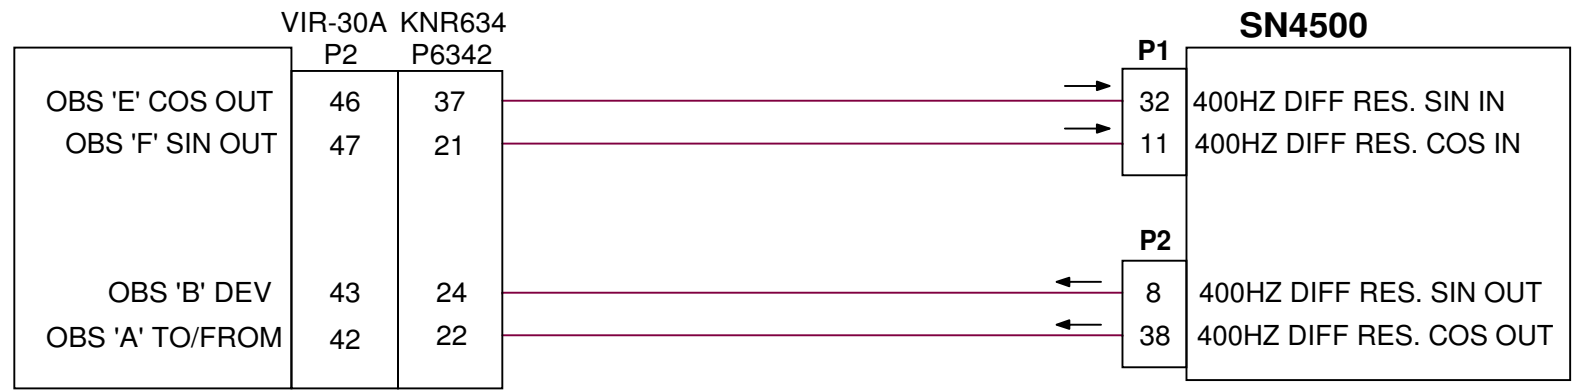 VIR-30A KNR634 SN4500
P2 P6342 P1
OBS 'E' COS OUT 46 37 32 400HZ DIFF RES. SIN IN
OBS 'F' SIN OUT 47 21 11 400HZ DIFF RES. COS IN
P2
OBS 'B' DEV 43 24 8 400HZ DIFF RES. SIN OUT
OBS 'A' TO/FROM 42 22 38 400HZ DIFF RES. COS OUT